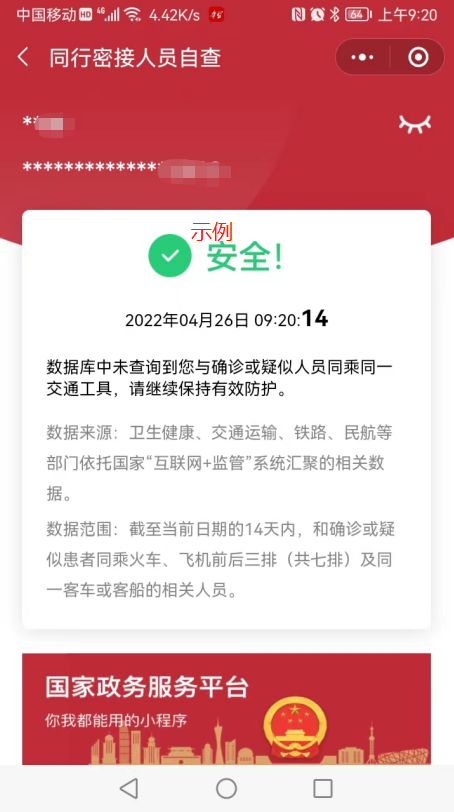 中国移动 HD 4G 4.42K/s 64 上午9:20
同行密接人员自查
**
*************
示例
安全!
2022年04月26日 09:20:14
数据库中未查询到您与确诊或疑似人员同乘同一
交通工具，请继续保持有效防护。
数据来源：卫生健康、交通运输、铁路、民航等
部门依托国家“互联网+监管”系统汇聚的相关数
据。
数据范围：截至当前日期的14天内，和确诊或疑
似患者同乘火车、飞机前后三排（共七排）及同
一客车或客船的相关人员。
国家政务服务平台
你我都能用的小程序